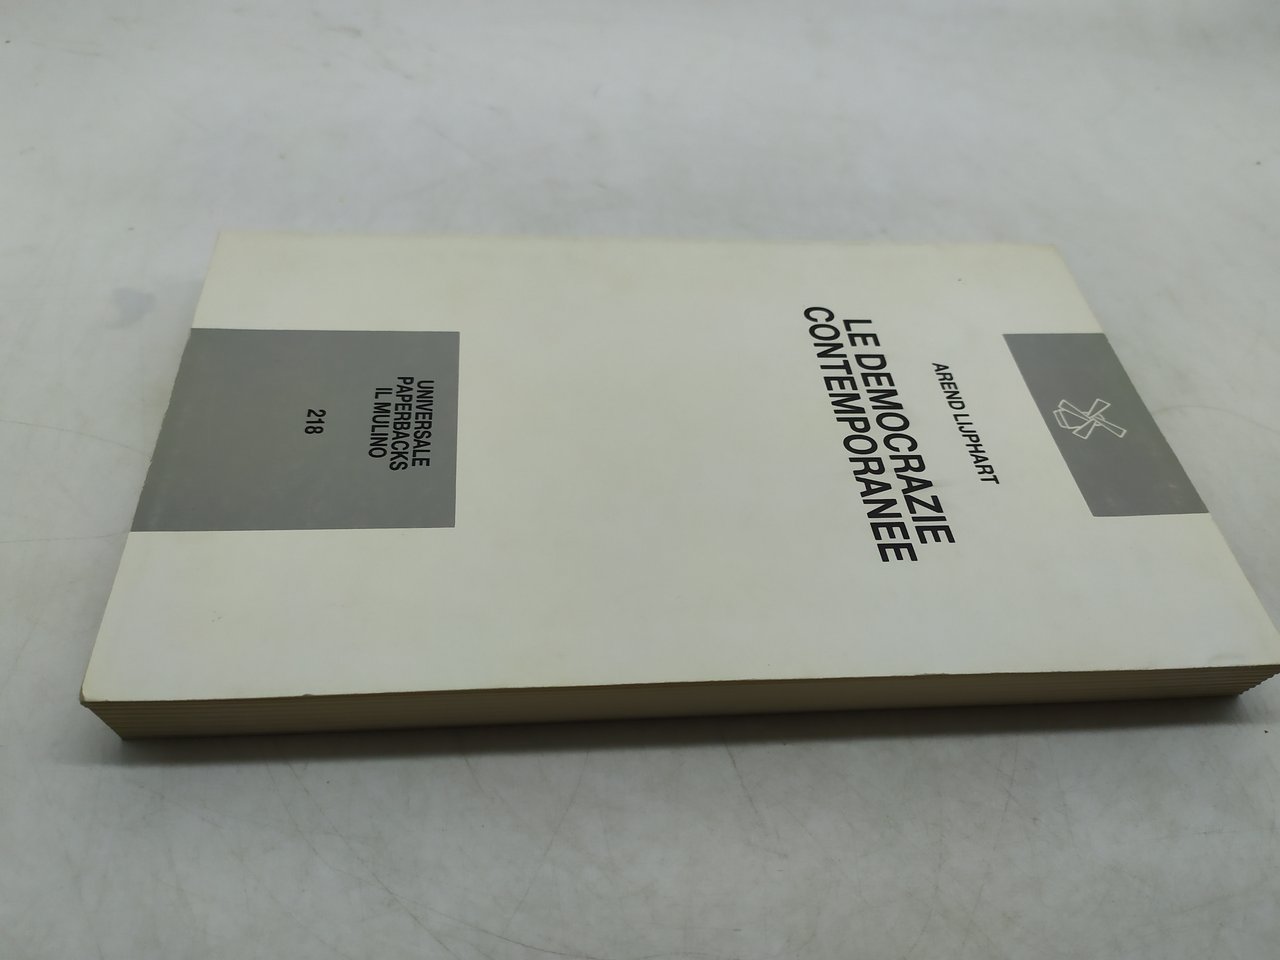 AREND LIJPHART
LE DEMOCRAZIE
CONTEMPORANEE
UNIVERSALE
PAPERBACKS
IL MULINO
218